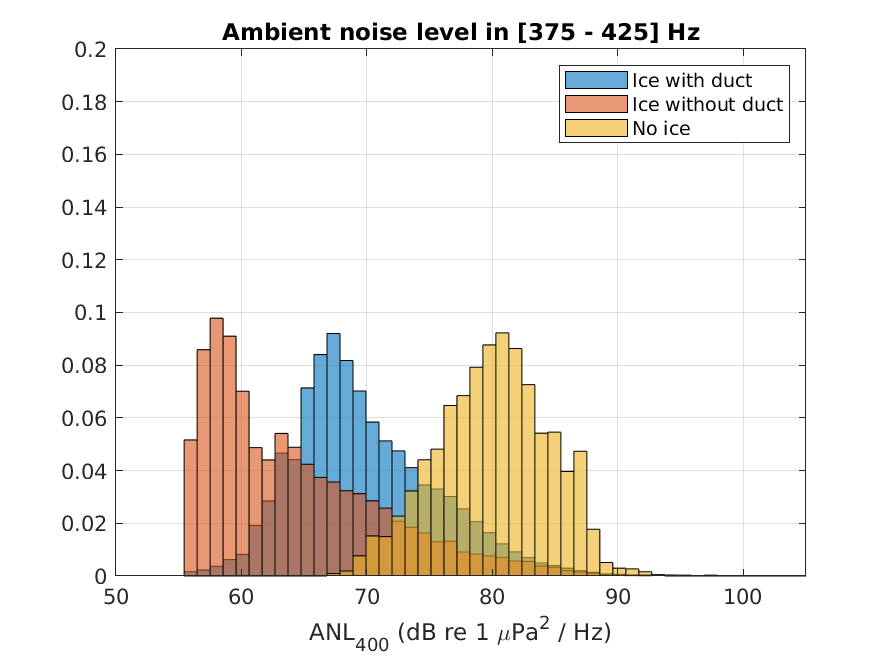 Ambient noise level in [375 - 425] Hz
0.2
0.18
0.16
0.14
0.12
0.1
0.08
0.06
0.04
0.02
0
Ice with duct
Ice without duct
No ice
50 60 70 80 90 100
ANL₄₀₀ (dB re 1 μPa² / Hz)